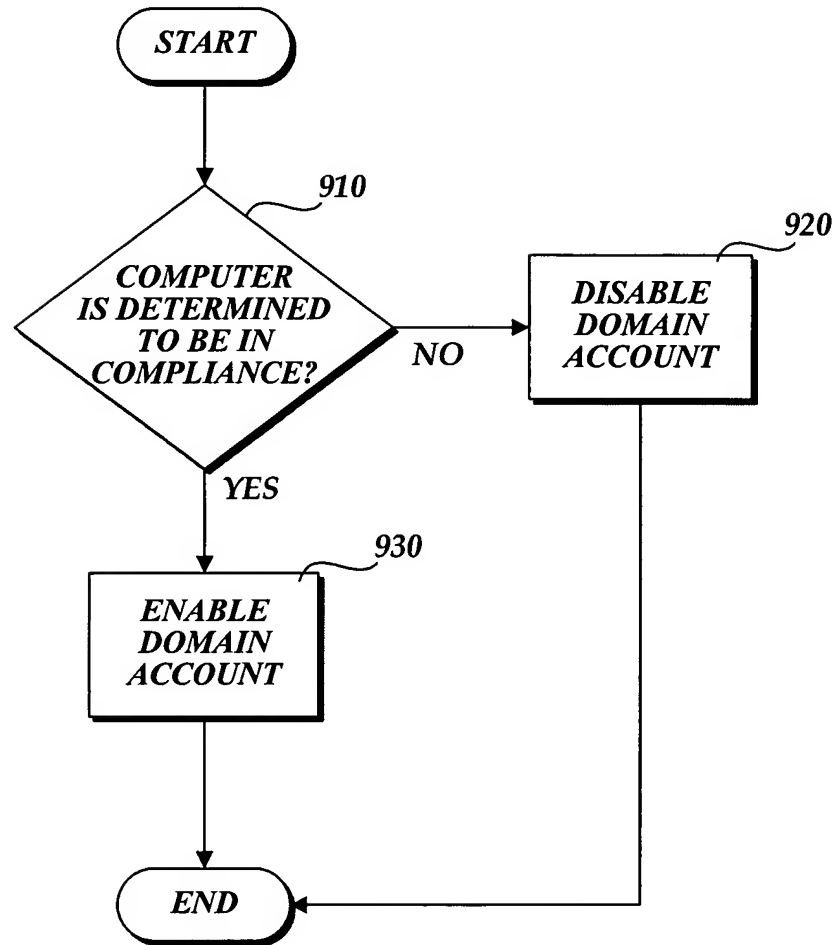 START
910
COMPUTER
IS DETERMINED
TO BE IN
COMPLIANCE?
NO
920
DISABLE
DOMAIN
ACCOUNT
YES
930
ENABLE
DOMAIN
ACCOUNT
END